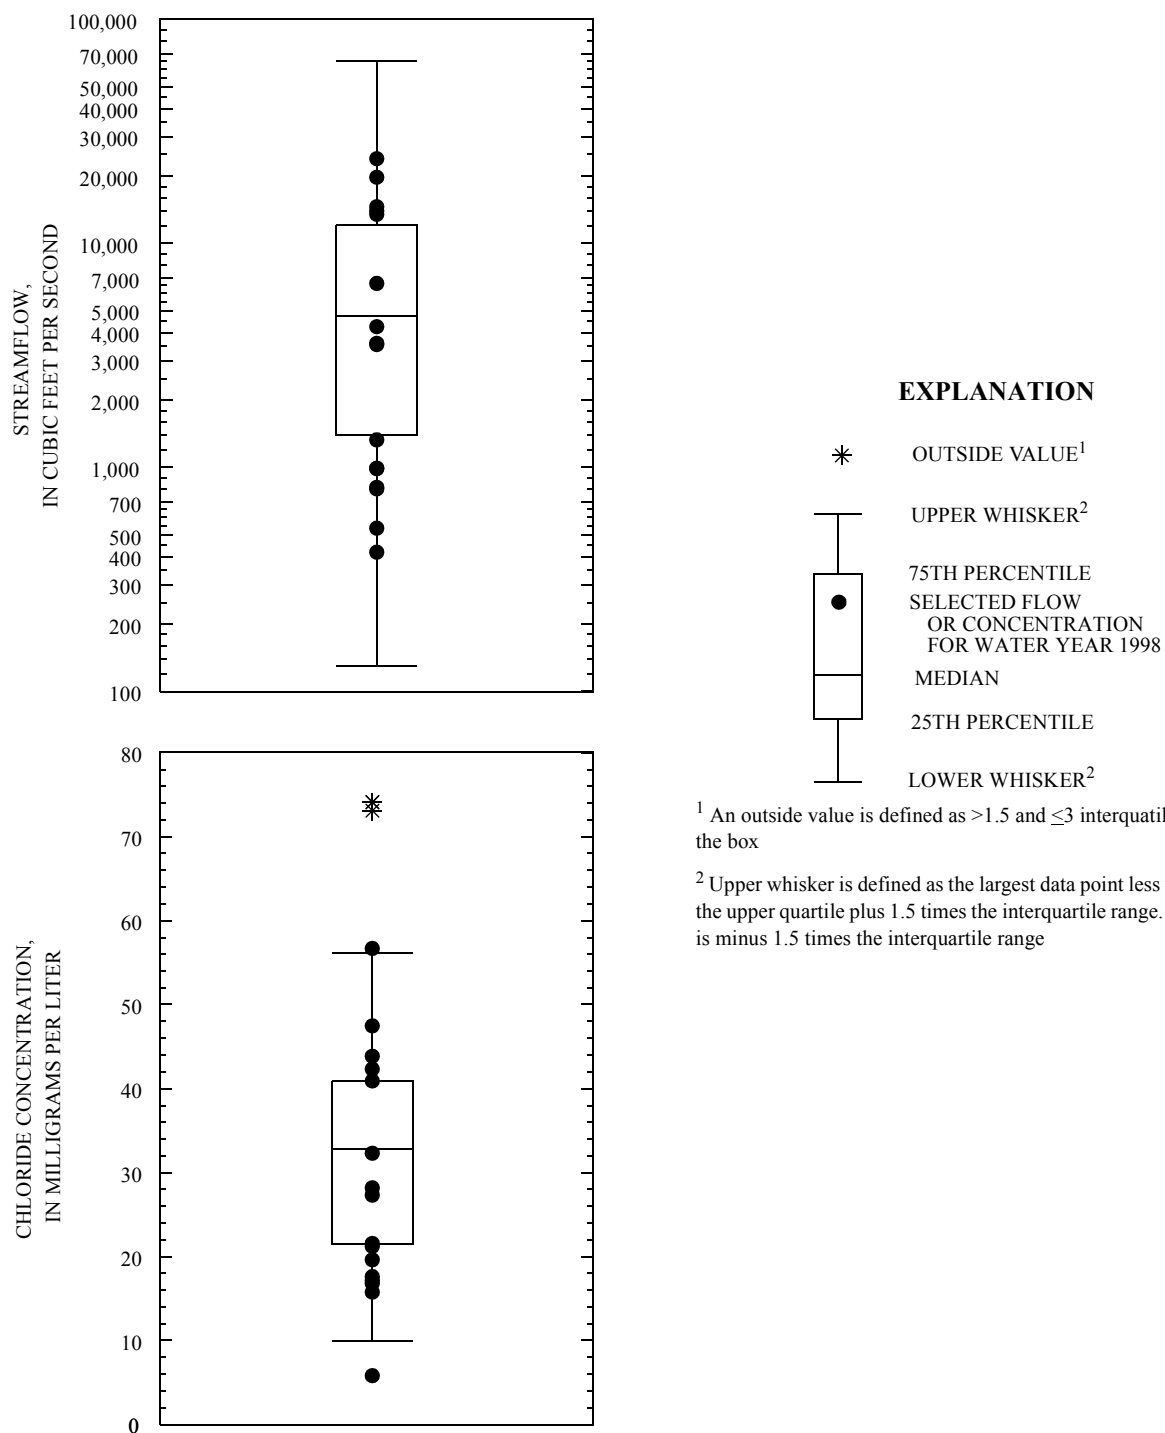 100,000
70,000
50,000
40,000
30,000
20,000
10,000
7,000
5,000
4,000
3,000
2,000
1,000
700
500
400
300
200
100
STREAMFLOW,
IN CUBIC FEET PER SECOND
80
70
60
50
40
30
20
10
0
CHLORIDE CONCENTRATION,
IN MILLIGRAMS PER LITER
EXPLANATION
OUTSIDE VALUE1
UPPER WHISKER2
75TH PERCENTILE
SELECTED FLOW
OR CONCENTRATION
FOR WATER YEAR 1998
MEDIAN
25TH PERCENTILE
LOWER WHISKER2
1 An outside value is defined as >1.5 and ≤3 interquatil
the box
2 Upper whisker is defined as the largest data point less
the upper quartile plus 1.5 times the interquartile range.
is minus 1.5 times the interquartile range